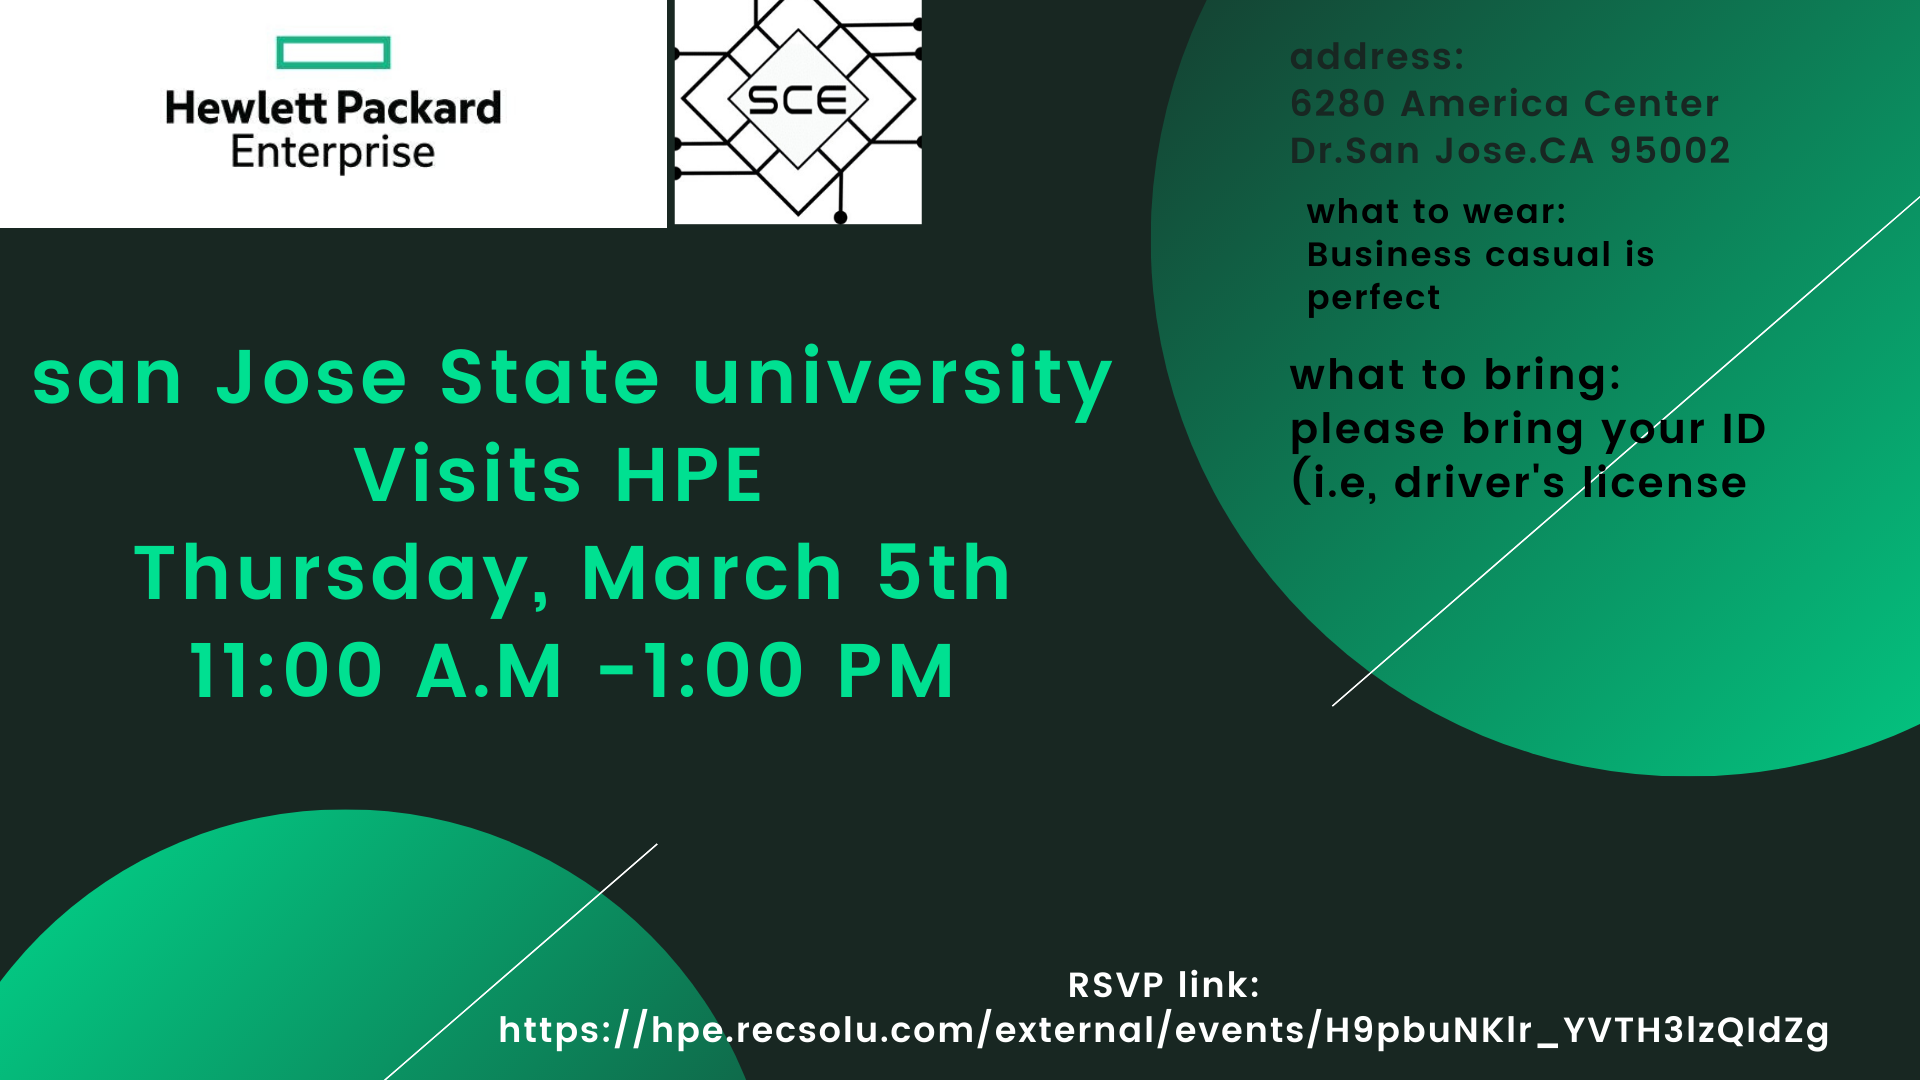 Hewlett Packard
Enterprise
SCE
address:
6280 America Center
Dr.San Jose.CA 95002
what to wear:
Business casual is
perfect
what to bring:
please bring your ID
(i.e, driver's license
san Jose State university
Visits HPE
Thursday, March 5th
11:00 A.M -1:00 PM
RSVP link:
https://hpe.recsolu.com/external/events/H9pbuNKlr_YVTH3lzQIdZg